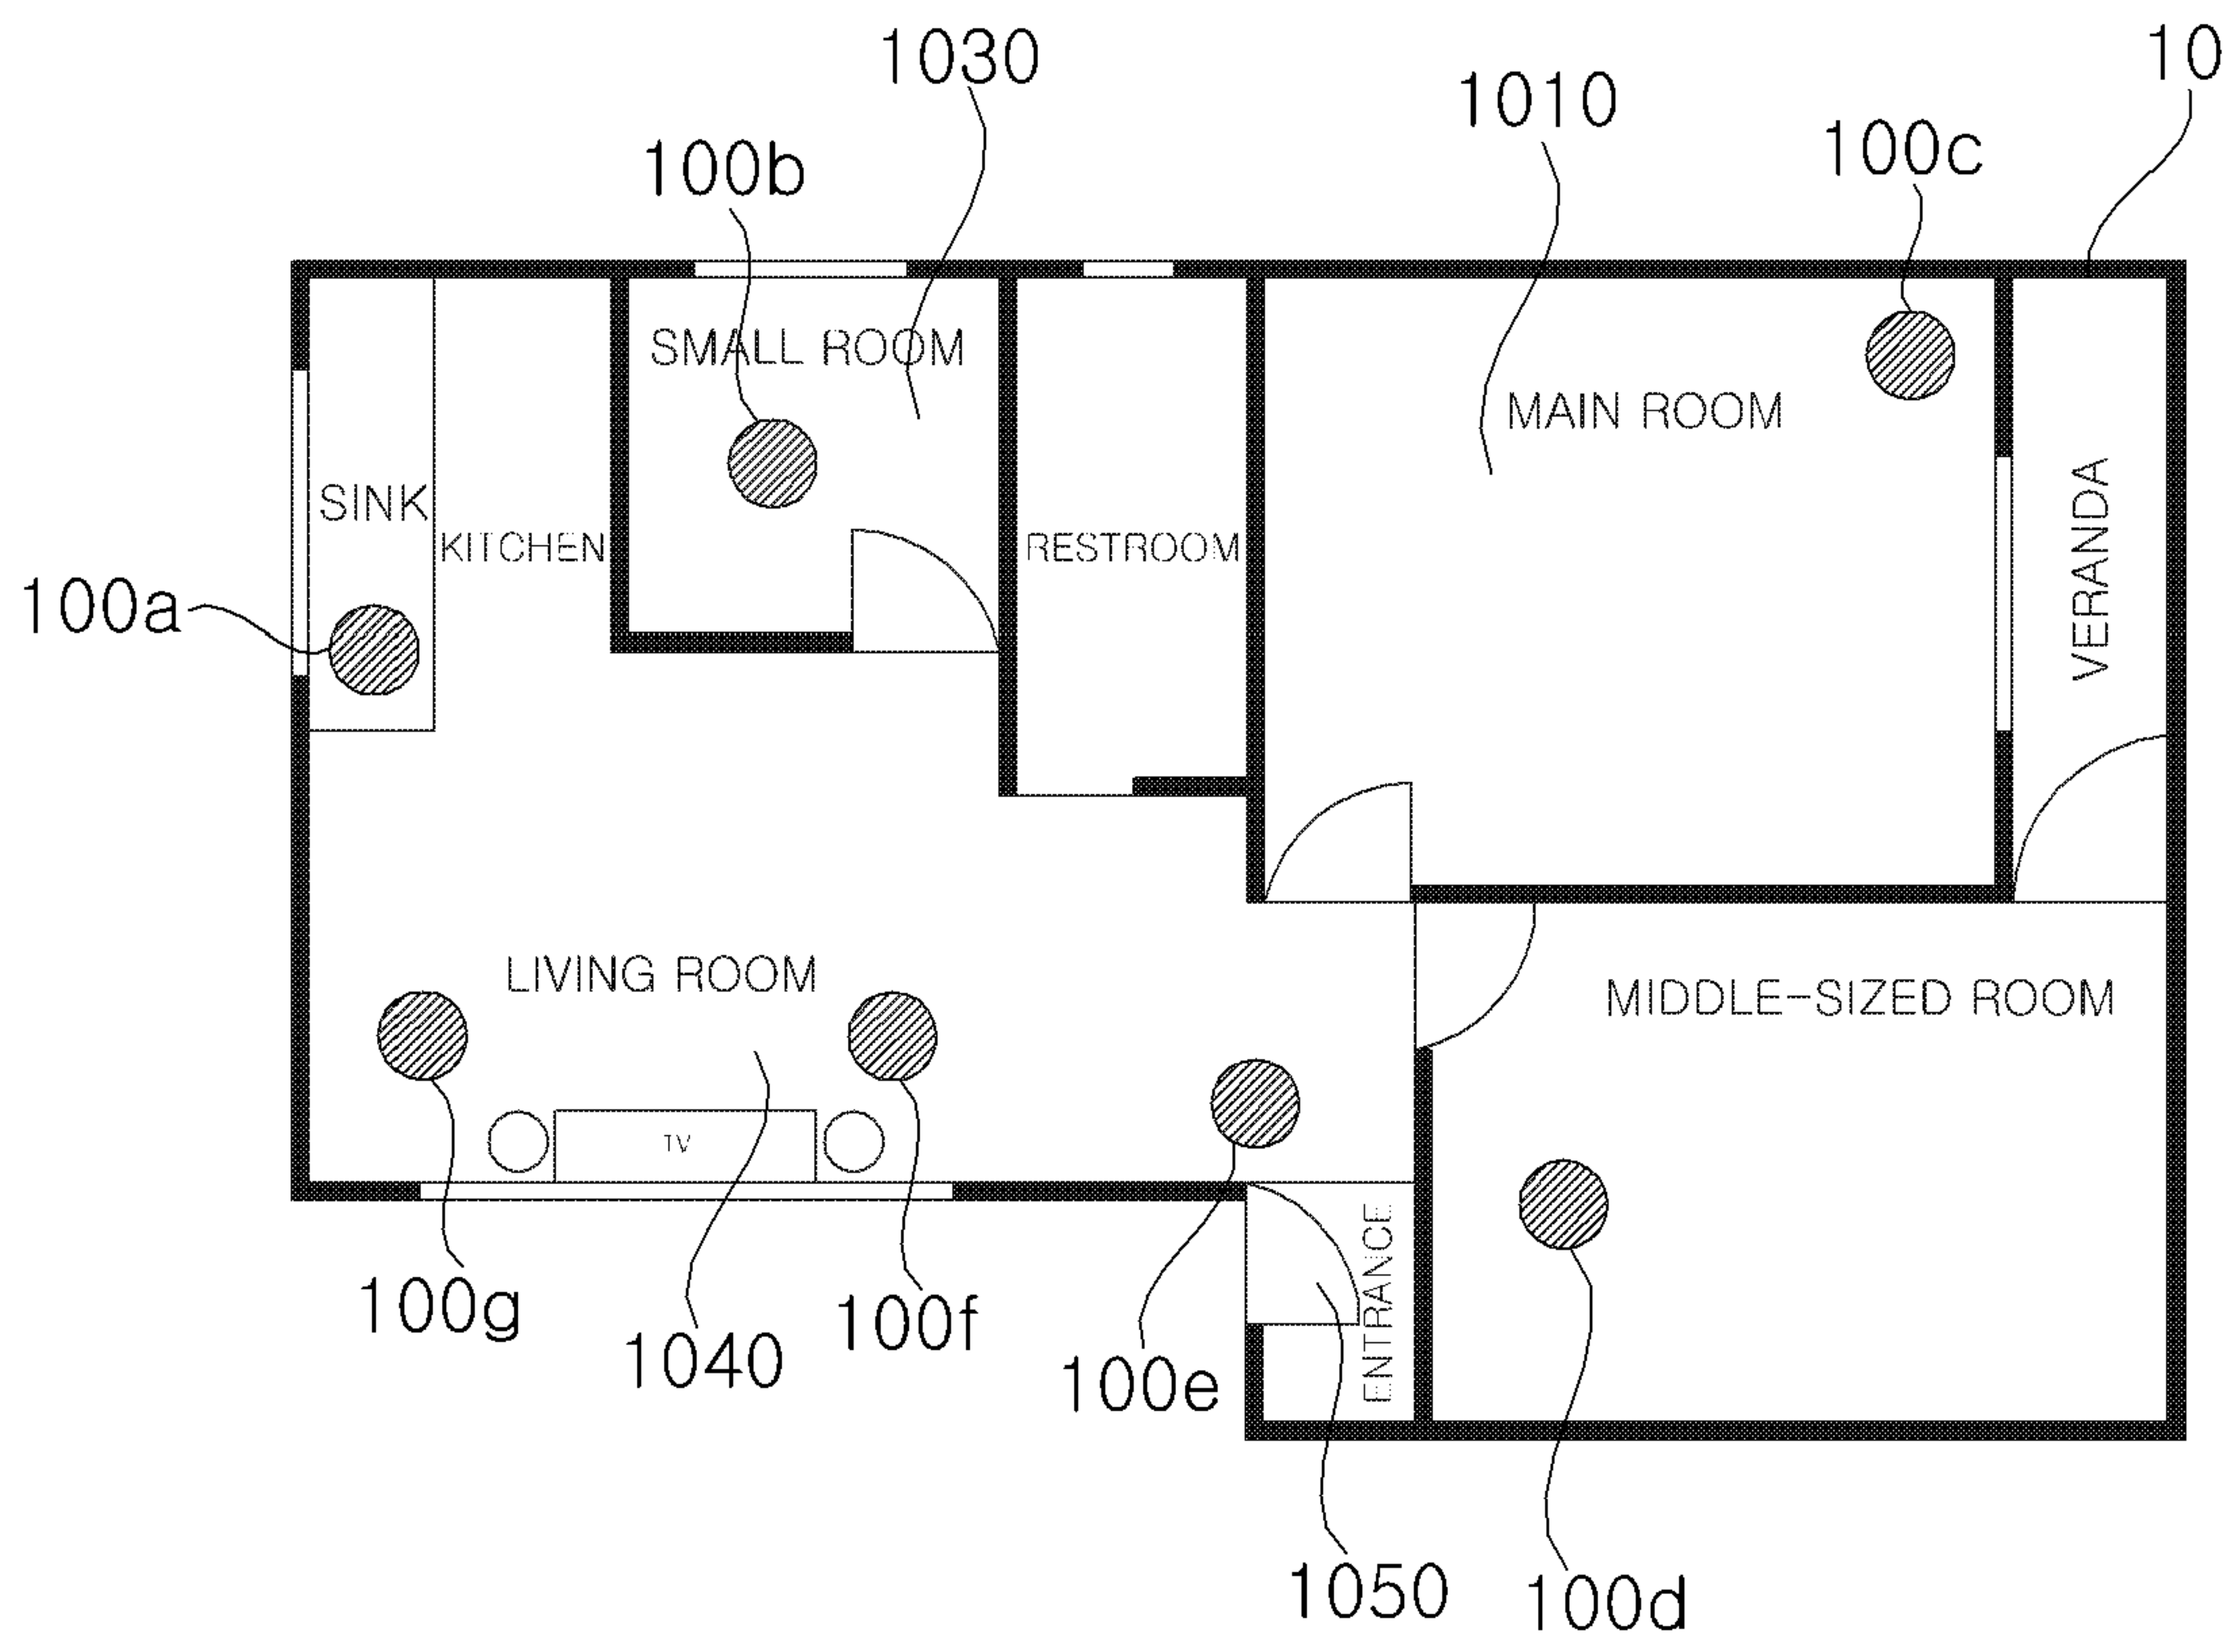 10
1030
1010
100c
100b
SMALL ROOM
MAIN ROOM
SINK
KITCHEN
RESTROOM
VERANDA
100a
LIVING ROOM
MIDDLE-SIZED ROOM
TV
ENTRANCE
100g
100f
1040
100e
1050
100d